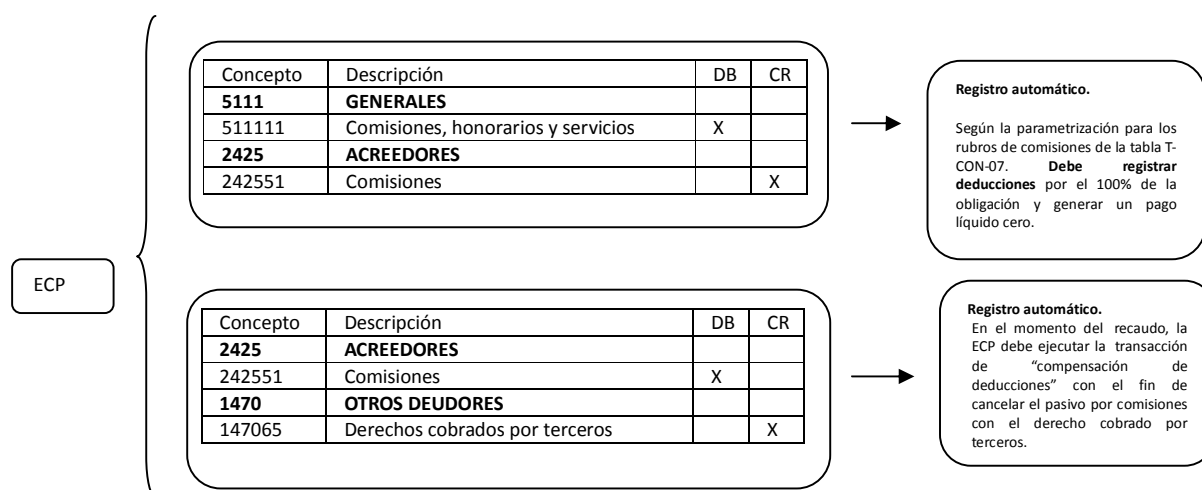 Concepto Descripción DB CR
5111 GENERALES
511111 Comisiones, honorarios y servicios X
2425 ACREEDORES
242551 Comisiones X
Registro automático.
Según la parametrización para los
rubros de comisiones de la tabla T-
CON-07. Debe registrar
deducciones por el 100% de la
obligación y generar un pago
líquido cero.
ECP
Concepto Descripción DB CR
2425 ACREEDORES
242551 Comisiones X
1470 OTROS DEUDORES
147065 Derechos cobrados por terceros X
Registro automático.
En el momento del recaudo, la
ECP debe ejecutar la transacción
de "compensación de
deducciones" con el fin de
cancelar el pasivo por comisiones
con el derecho cobrado por
terceros.